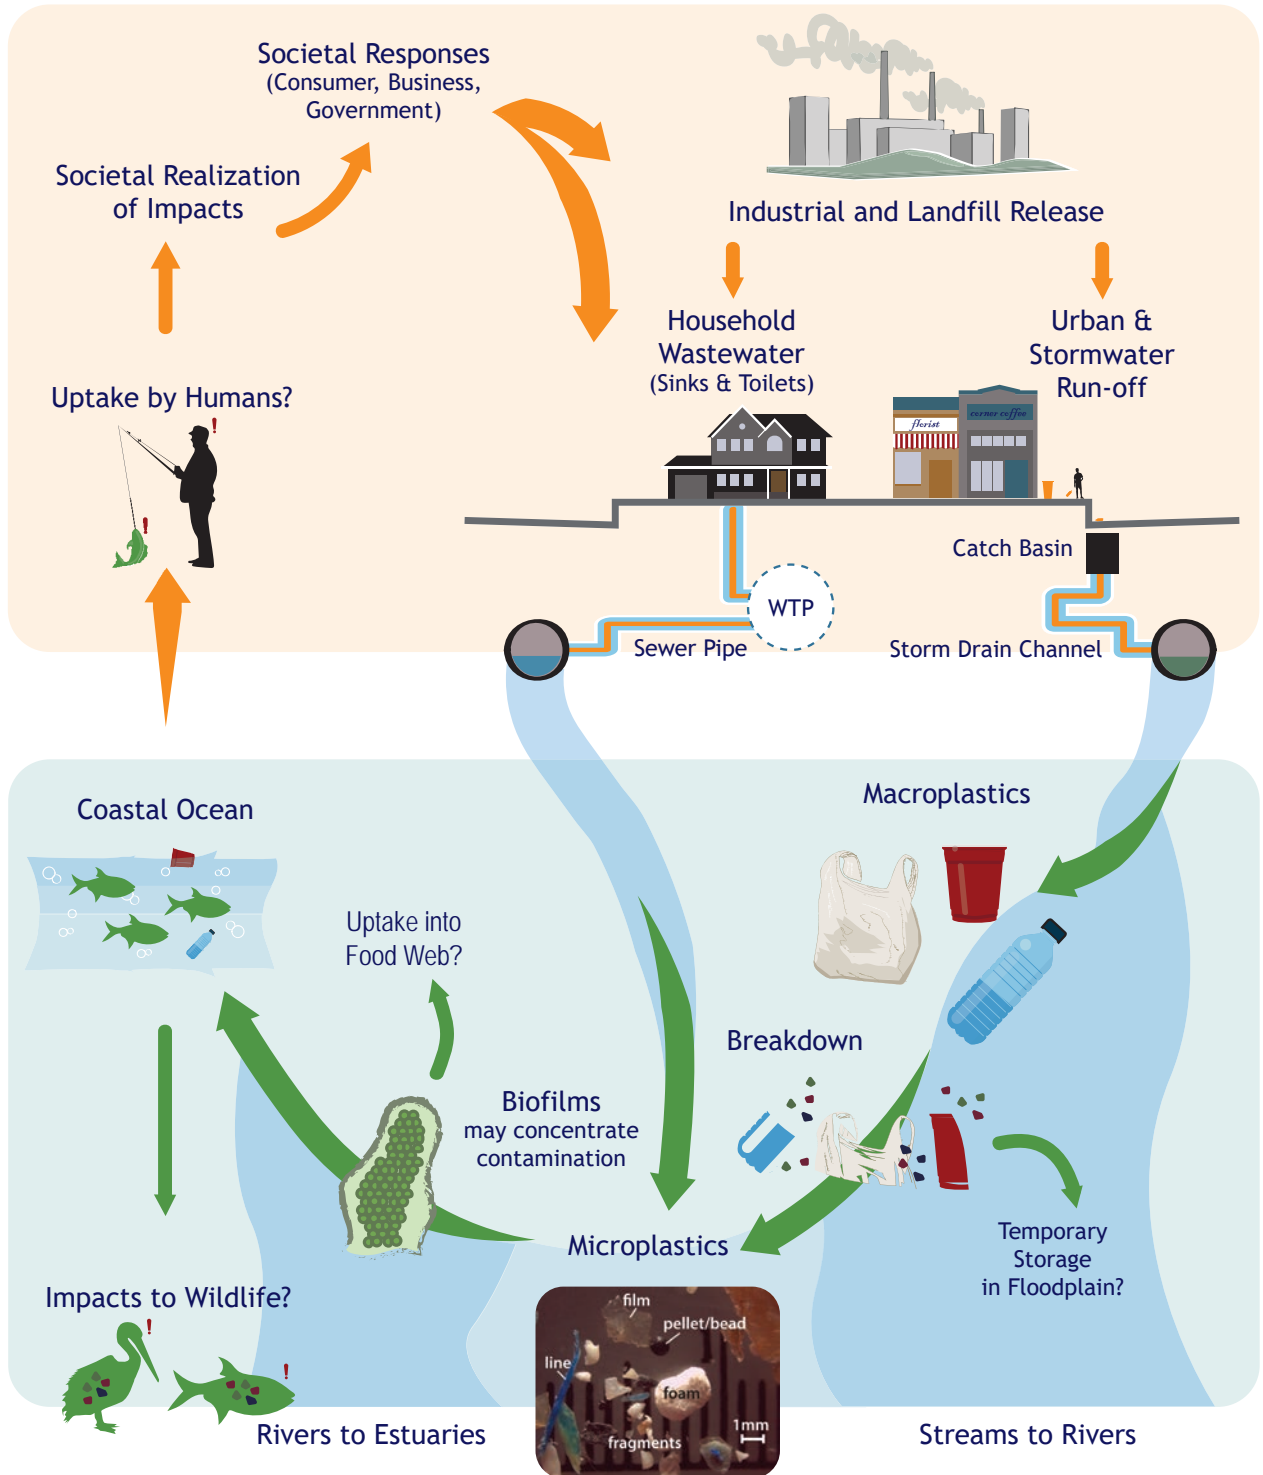 Societal Responses
(Consumer, Business,
Government)
Societal Realization
of Impacts
Industrial and Landfill Release
Household
Wastewater
(Sinks & Toilets)
Urban &
Stormwater
Run-off
Uptake by Humans?
florist
corner coffee
Catch Basin
WTP
Sewer Pipe
Storm Drain Channel
Coastal Ocean
Macroplastics
Uptake into
Food Web?
Breakdown
Biofilms
may concentrate
contamination
Microplastics
Temporary
Storage
in Floodplain?
Impacts to Wildlife?
film
pellet/bead
line
foam
1mm
fragments
Rivers to Estuaries
Streams to Rivers